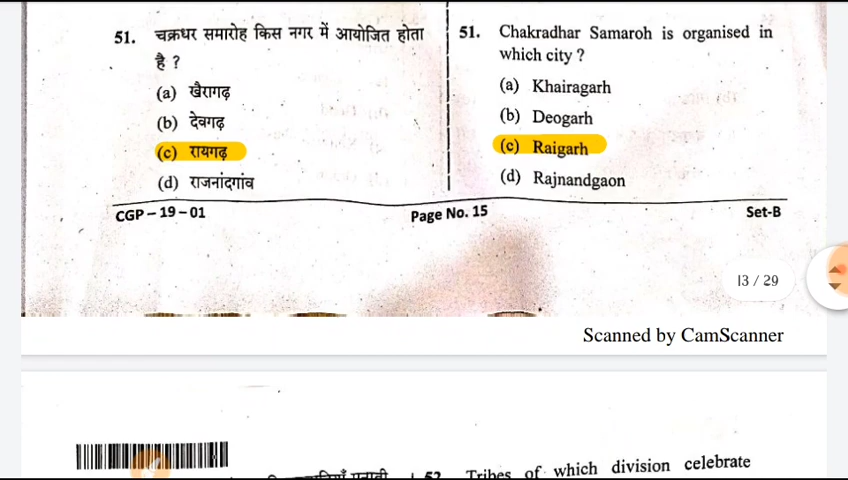 51. चक्रधर समारोह किस नगर में आयोजित होता
है ?
(a) खैरागढ़
(b) देवगढ़
(c) रायगढ़
(d) राजनांदगांव
51. Chakradhar Samaroh is organised in
which city ?
(a) Khairagarh
(b) Deogarh
(c) Raigarh
(d) Rajnandgaon
CGP – 19 – 01
Page No. 15
Set-B
13 / 29
Scanned by CamScanner
52. Tribes of which division celebrate